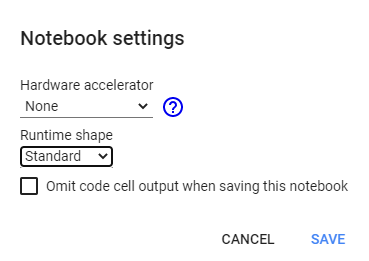 Notebook settings
Hardware accelerator
None
?
Runtime shape
Standard
Omit code cell output when saving this notebook
CANCEL SAVE